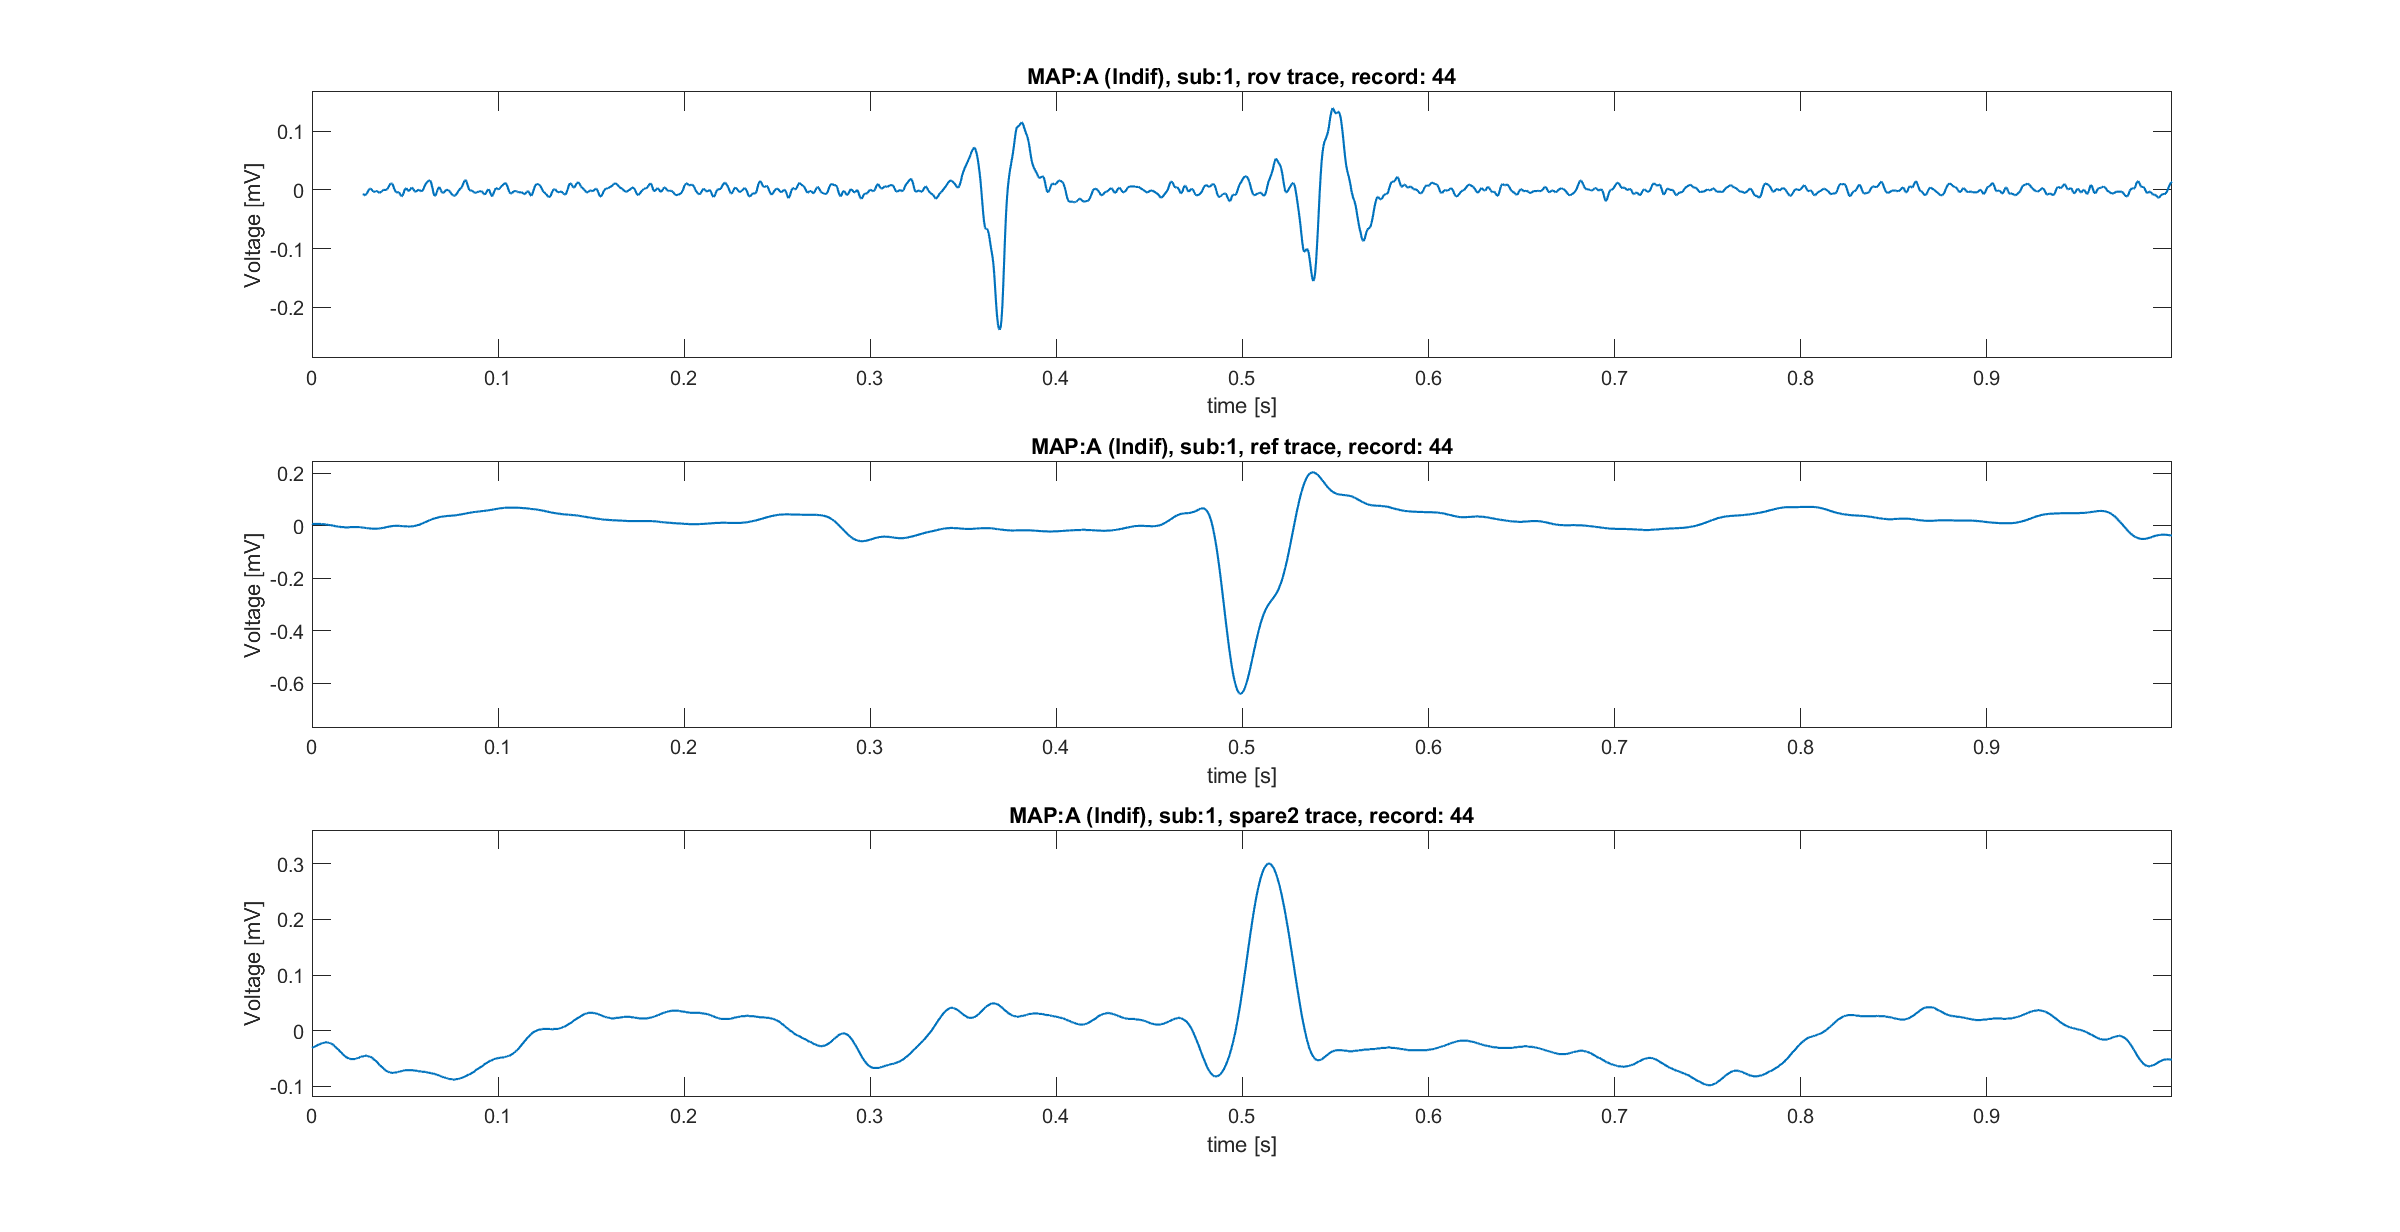 MAP:A (Indif), sub:1, rov trace, record: 44
Voltage [mV]
0.1
0
-0.1
-0.2
0 0.1 0.2 0.3 0.4 0.5 0.6 0.7 0.8 0.9
time [s]
MAP:A (Indif), sub:1, ref trace, record: 44
Voltage [mV]
0.2
0
-0.2
-0.4
-0.6
0 0.1 0.2 0.3 0.4 0.5 0.6 0.7 0.8 0.9
time [s]
MAP:A (Indif), sub:1, spare2 trace, record: 44
Voltage [mV]
0.3
0.2
0.1
0
-0.1
0 0.1 0.2 0.3 0.4 0.5 0.6 0.7 0.8 0.9
time [s]